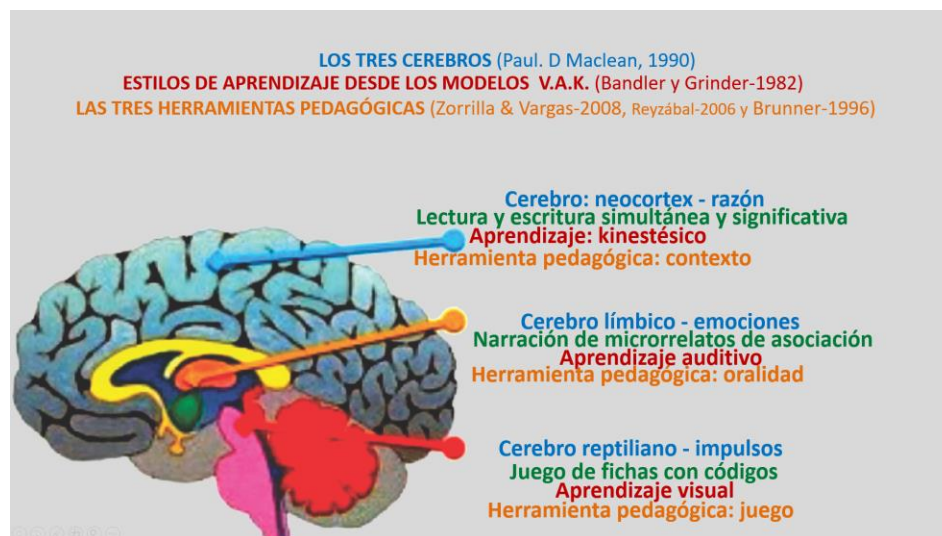 LOS TRES CEREBROS (Paul. D Maclean, 1990)
ESTILOS DE APRENDIZAJE DESDE LOS MODELOS V.A.K. (Bandler y Grinder-1982)
LAS TRES HERRAMIENTAS PEDAGÓGICAS (Zorrilla & Vargas-2008, Reyzábal-2006 y Brunner-1996)
Cerebro: neocortex - razón
Lectura y escritura simultánea y significativa
Aprendizaje: kinestésico
Herramienta pedagógica: contexto
Cerebro límbico - emociones
Narración de microrrelatos de asociación
Aprendizaje auditivo
Herramienta pedagógica: oralidad
Cerebro reptiliano - impulsos
Juego de fichas con códigos
Aprendizaje visual
Herramienta pedagógica: juego